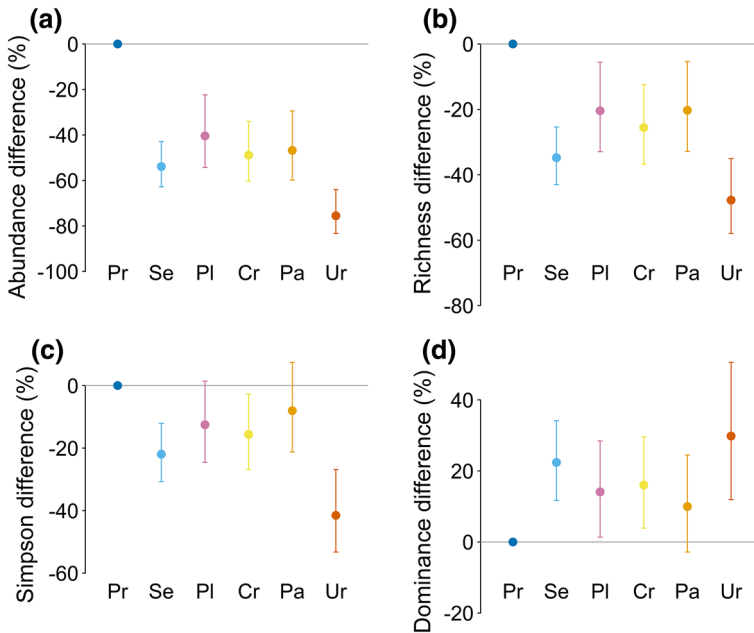 (a)
Abundance difference (%)
0
-20
-40
-60
-80
-100
Pr Se Pl Cr Pa Ur
(b)
Richness difference (%)
0
-20
-40
-60
-80
Pr Se Pl Cr Pa Ur
(c)
Simpson difference (%)
0
-20
-40
-60
Pr Se Pl Cr Pa Ur
(d)
Dominance difference (%)
40
20
0
-20
Pr Se Pl Cr Pa Ur